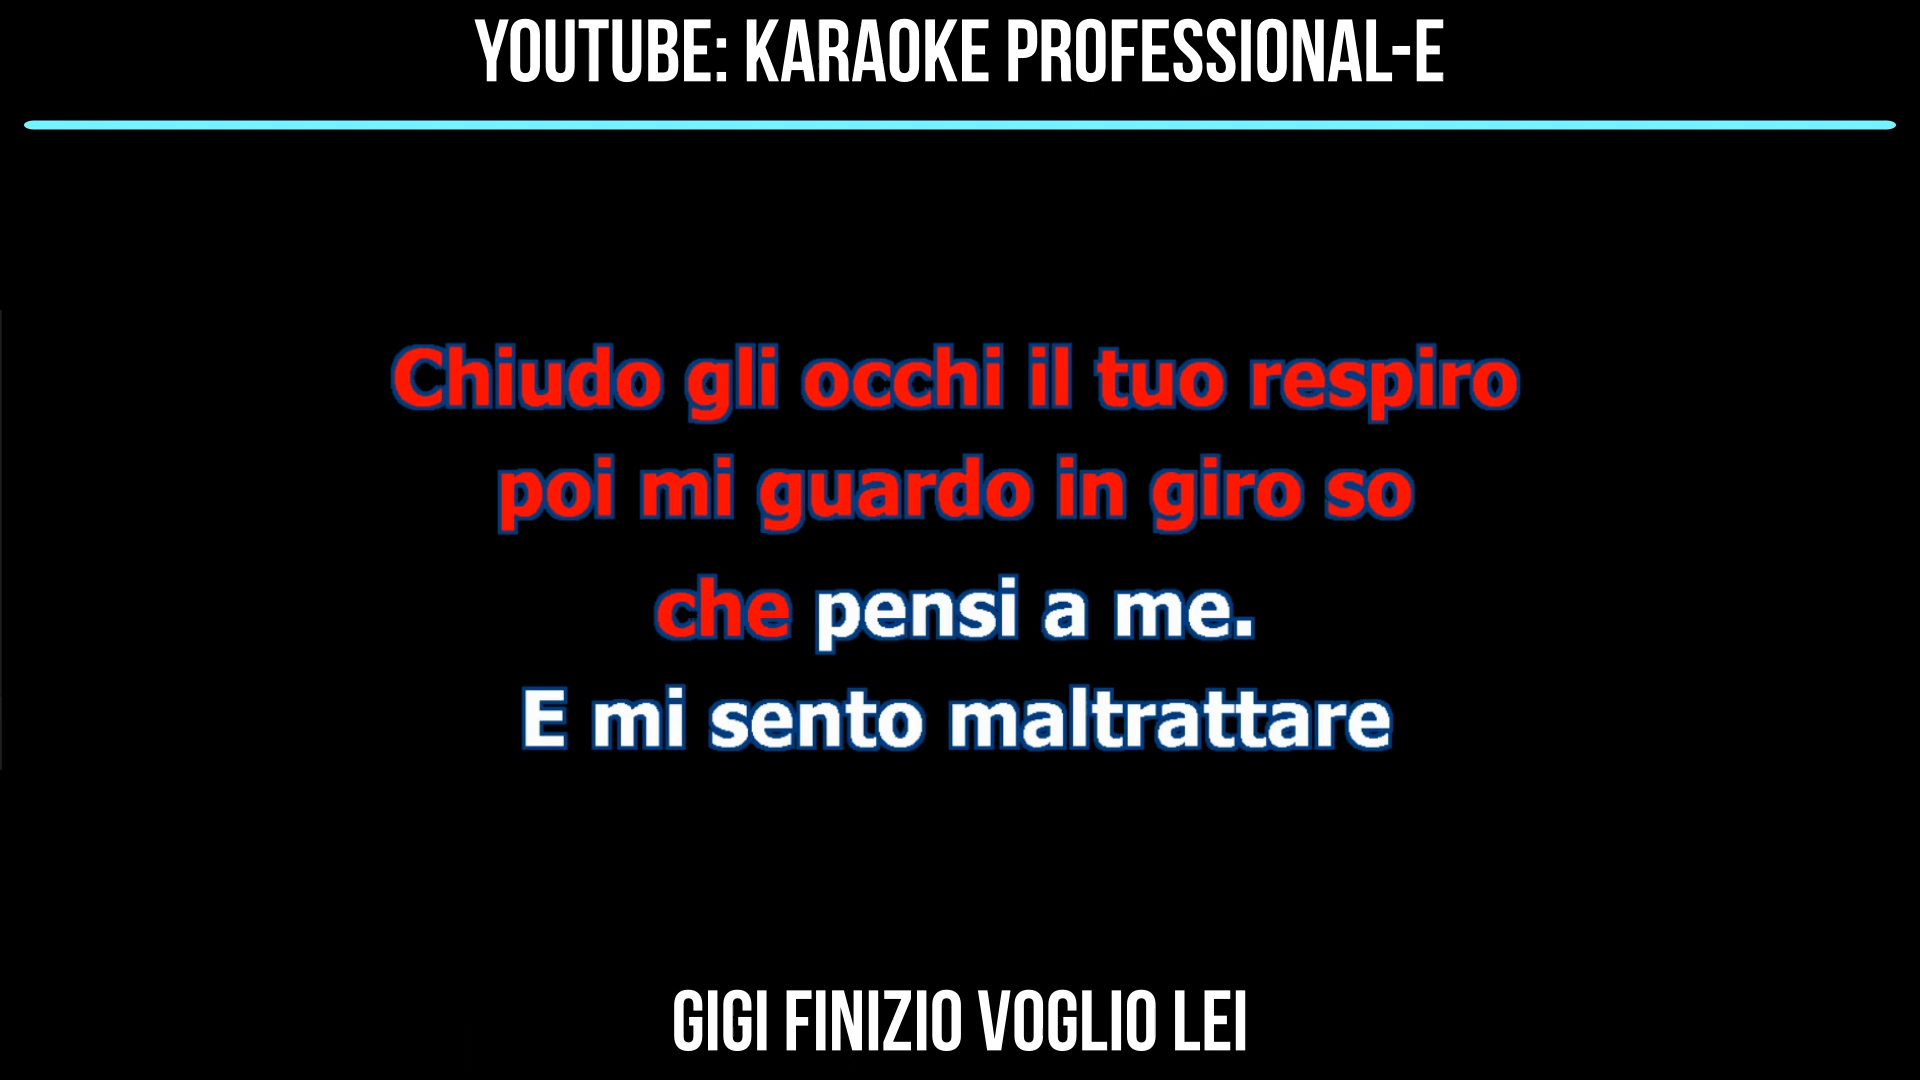 YOUTUBE: KARAOKE PROFESSIONAL-E
Chiudo gli occhi il tuo respiro
poi mi guardo in giro so
che pensi a me.
E mi sento maltrattare
GIGI FINIZIO VOGLIO LEI